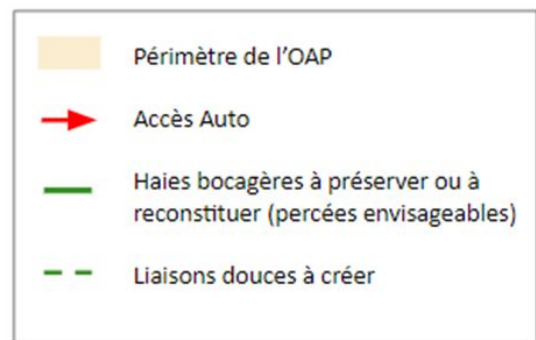 Périmètre de l’OAP
Accès Auto
Haies bocagères à préserver ou à
reconstituer (percées envisageables)
Liaisons douces à créer